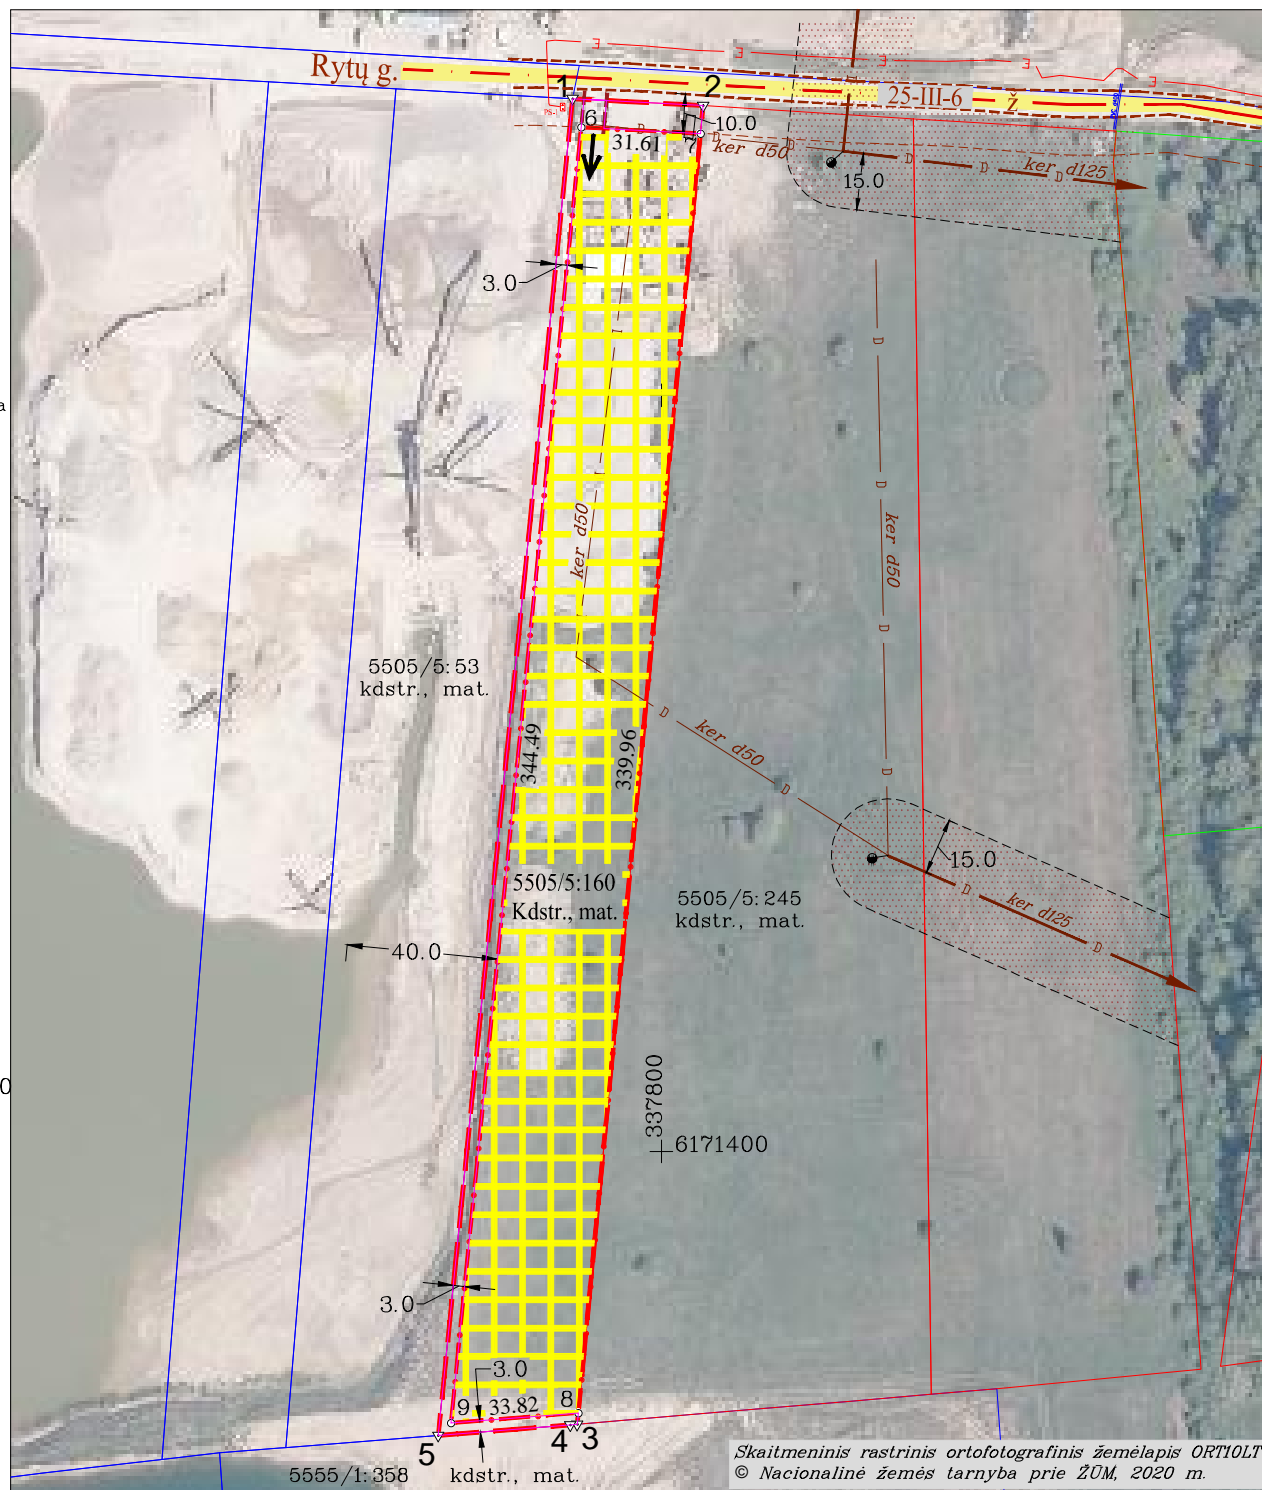 Rytų g.
1
2
25-III-6
Ž
E
E
E
E
E
6
7
10.0
31.61
D
D
ker d50
D
D
ker d125
D
15.0
3.0
a
D
ker d50
D
ker d50
D
5505/5:53
kdstr., mat.
344.49
339.96
D
ker d50
D
D
15.0
5505/5:160
Kdstr., mat.
5505/5:245
kdstr., mat.
D
ker d125
D
40.0
0
337800
6171400
3.0
3.0
9
33.82
8
5
4
3
5555/1:358
kdstr., mat.
Skaitmeninis rastrinis ortofotografinis žemėlapis ORT10LT
© Nacionalinė žemės tarnyba prie ŽŪM, 2020 m.